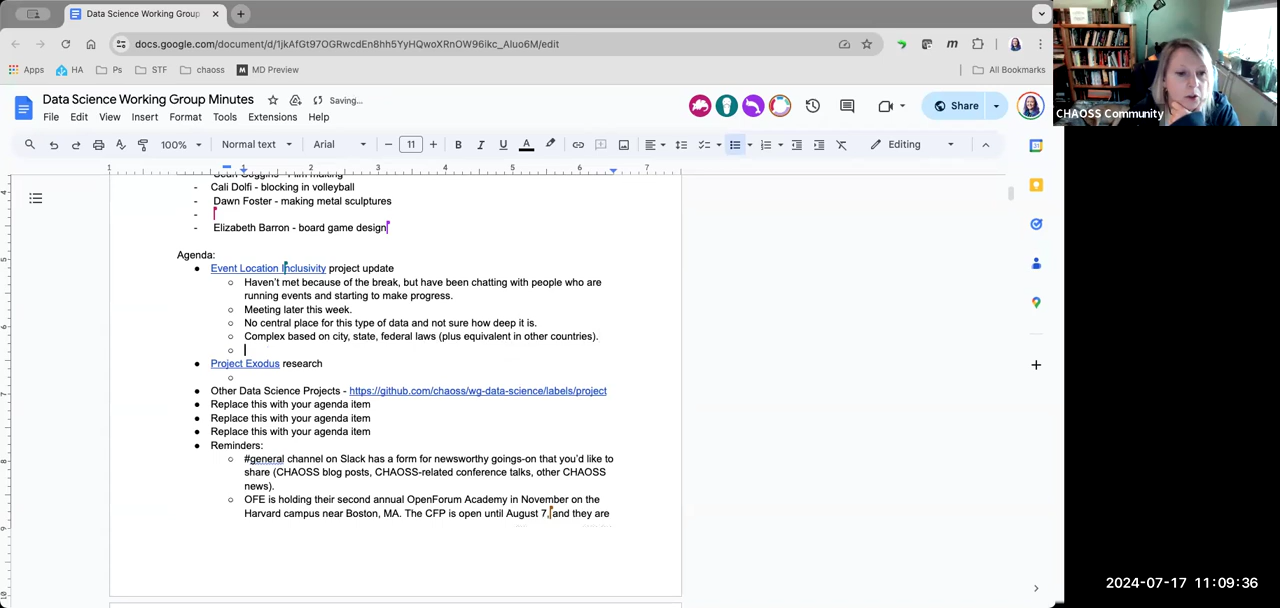 Data Science Working Group
docs.google.com/document/d/1jkAfGt97OGRwcdEn8hh5YyHQwoXRnOW96ikc_Aluo6M/edit
Apps
HA
Ps
STF
chaoss
MD Preview
All Bookmarks
Data Science Working Group Minutes
Saving...
File Edit View Insert Format Tools Extensions Help
Share
100%
Normal text
Arial
11
Editing
1 1 2 3 4 5 6 7
- Cali Dolfi - blocking in volleyball
- Dawn Foster - making metal sculptures
-
- Elizabeth Barron - board game design
Agenda:
● Event Location Inclusivity project update
○ Haven't met because of the break, but have been chatting with people who are
running events and starting to make progress.
○ Meeting later this week.
○ No central place for this type of data and not sure how deep it is.
○ Complex based on city, state, federal laws (plus equivalent in other countries).
○
● Project Exodus research
○
● Other Data Science Projects - https://github.com/chaoss/wg-data-science/labels/project
● Replace this with your agenda item
● Replace this with your agenda item
● Replace this with your agenda item
● Reminders:
○ #general channel on Slack has a form for newsworthy goings-on that you'd like to
share (CHAOSS blog posts, CHAOSS-related conference talks, other CHAOSS
news).
○ OFE is holding their second annual OpenForum Academy in November on the
Harvard campus near Boston, MA. The CFP is open until August 7, and they are
CHAOSS Community
2024-07-17 11:09:36